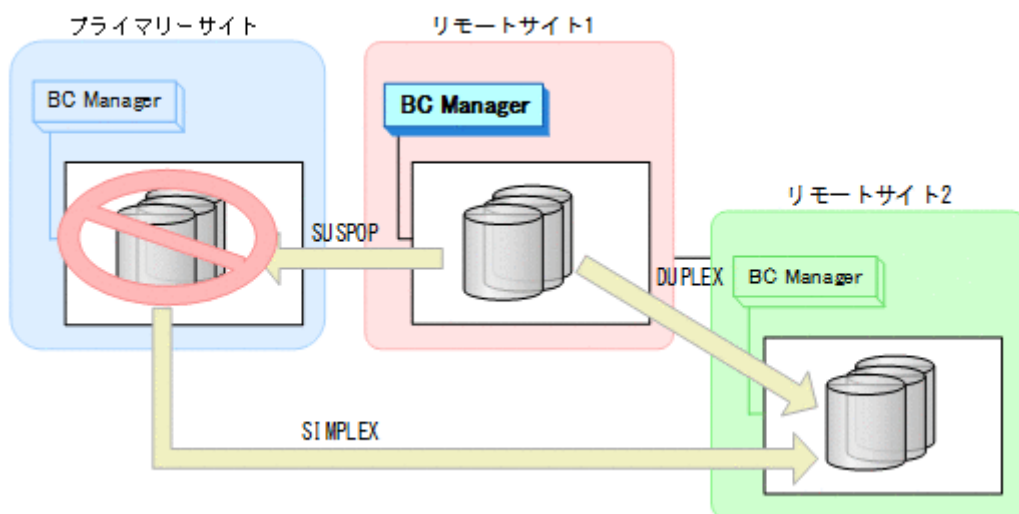 プライマリーサイト
リモートサイト1
BC Manager
BC Manager
リモートサイト2
SUSPOP
DUPLEX
BC Manager
SIMPLEX